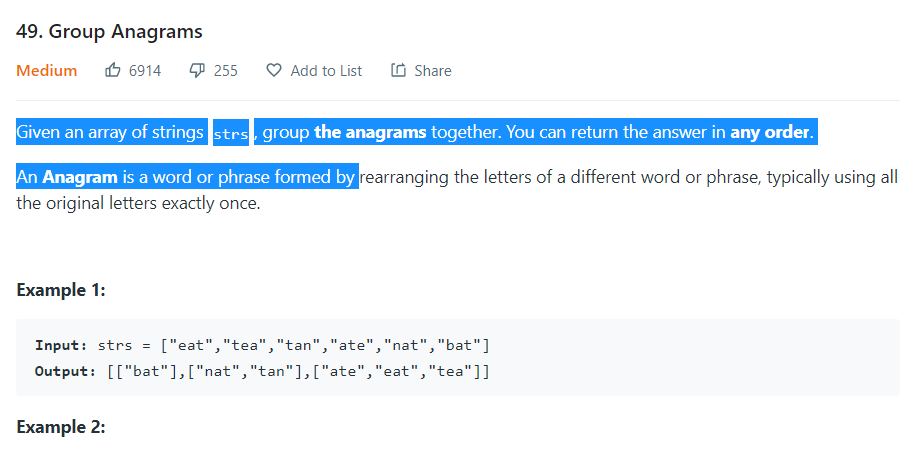 49. Group Anagrams
Medium 6914 255 Add to List Share
Given an array of strings strs, group the anagrams together. You can return the answer in any order.
An Anagram is a word or phrase formed by rearranging the letters of a different word or phrase, typically using all
the original letters exactly once.
Example 1:
Input: strs = ["eat","tea","tan","ate","nat","bat"]
Output: [["bat"],["nat","tan"],["ate","eat","tea"]]
Example 2: